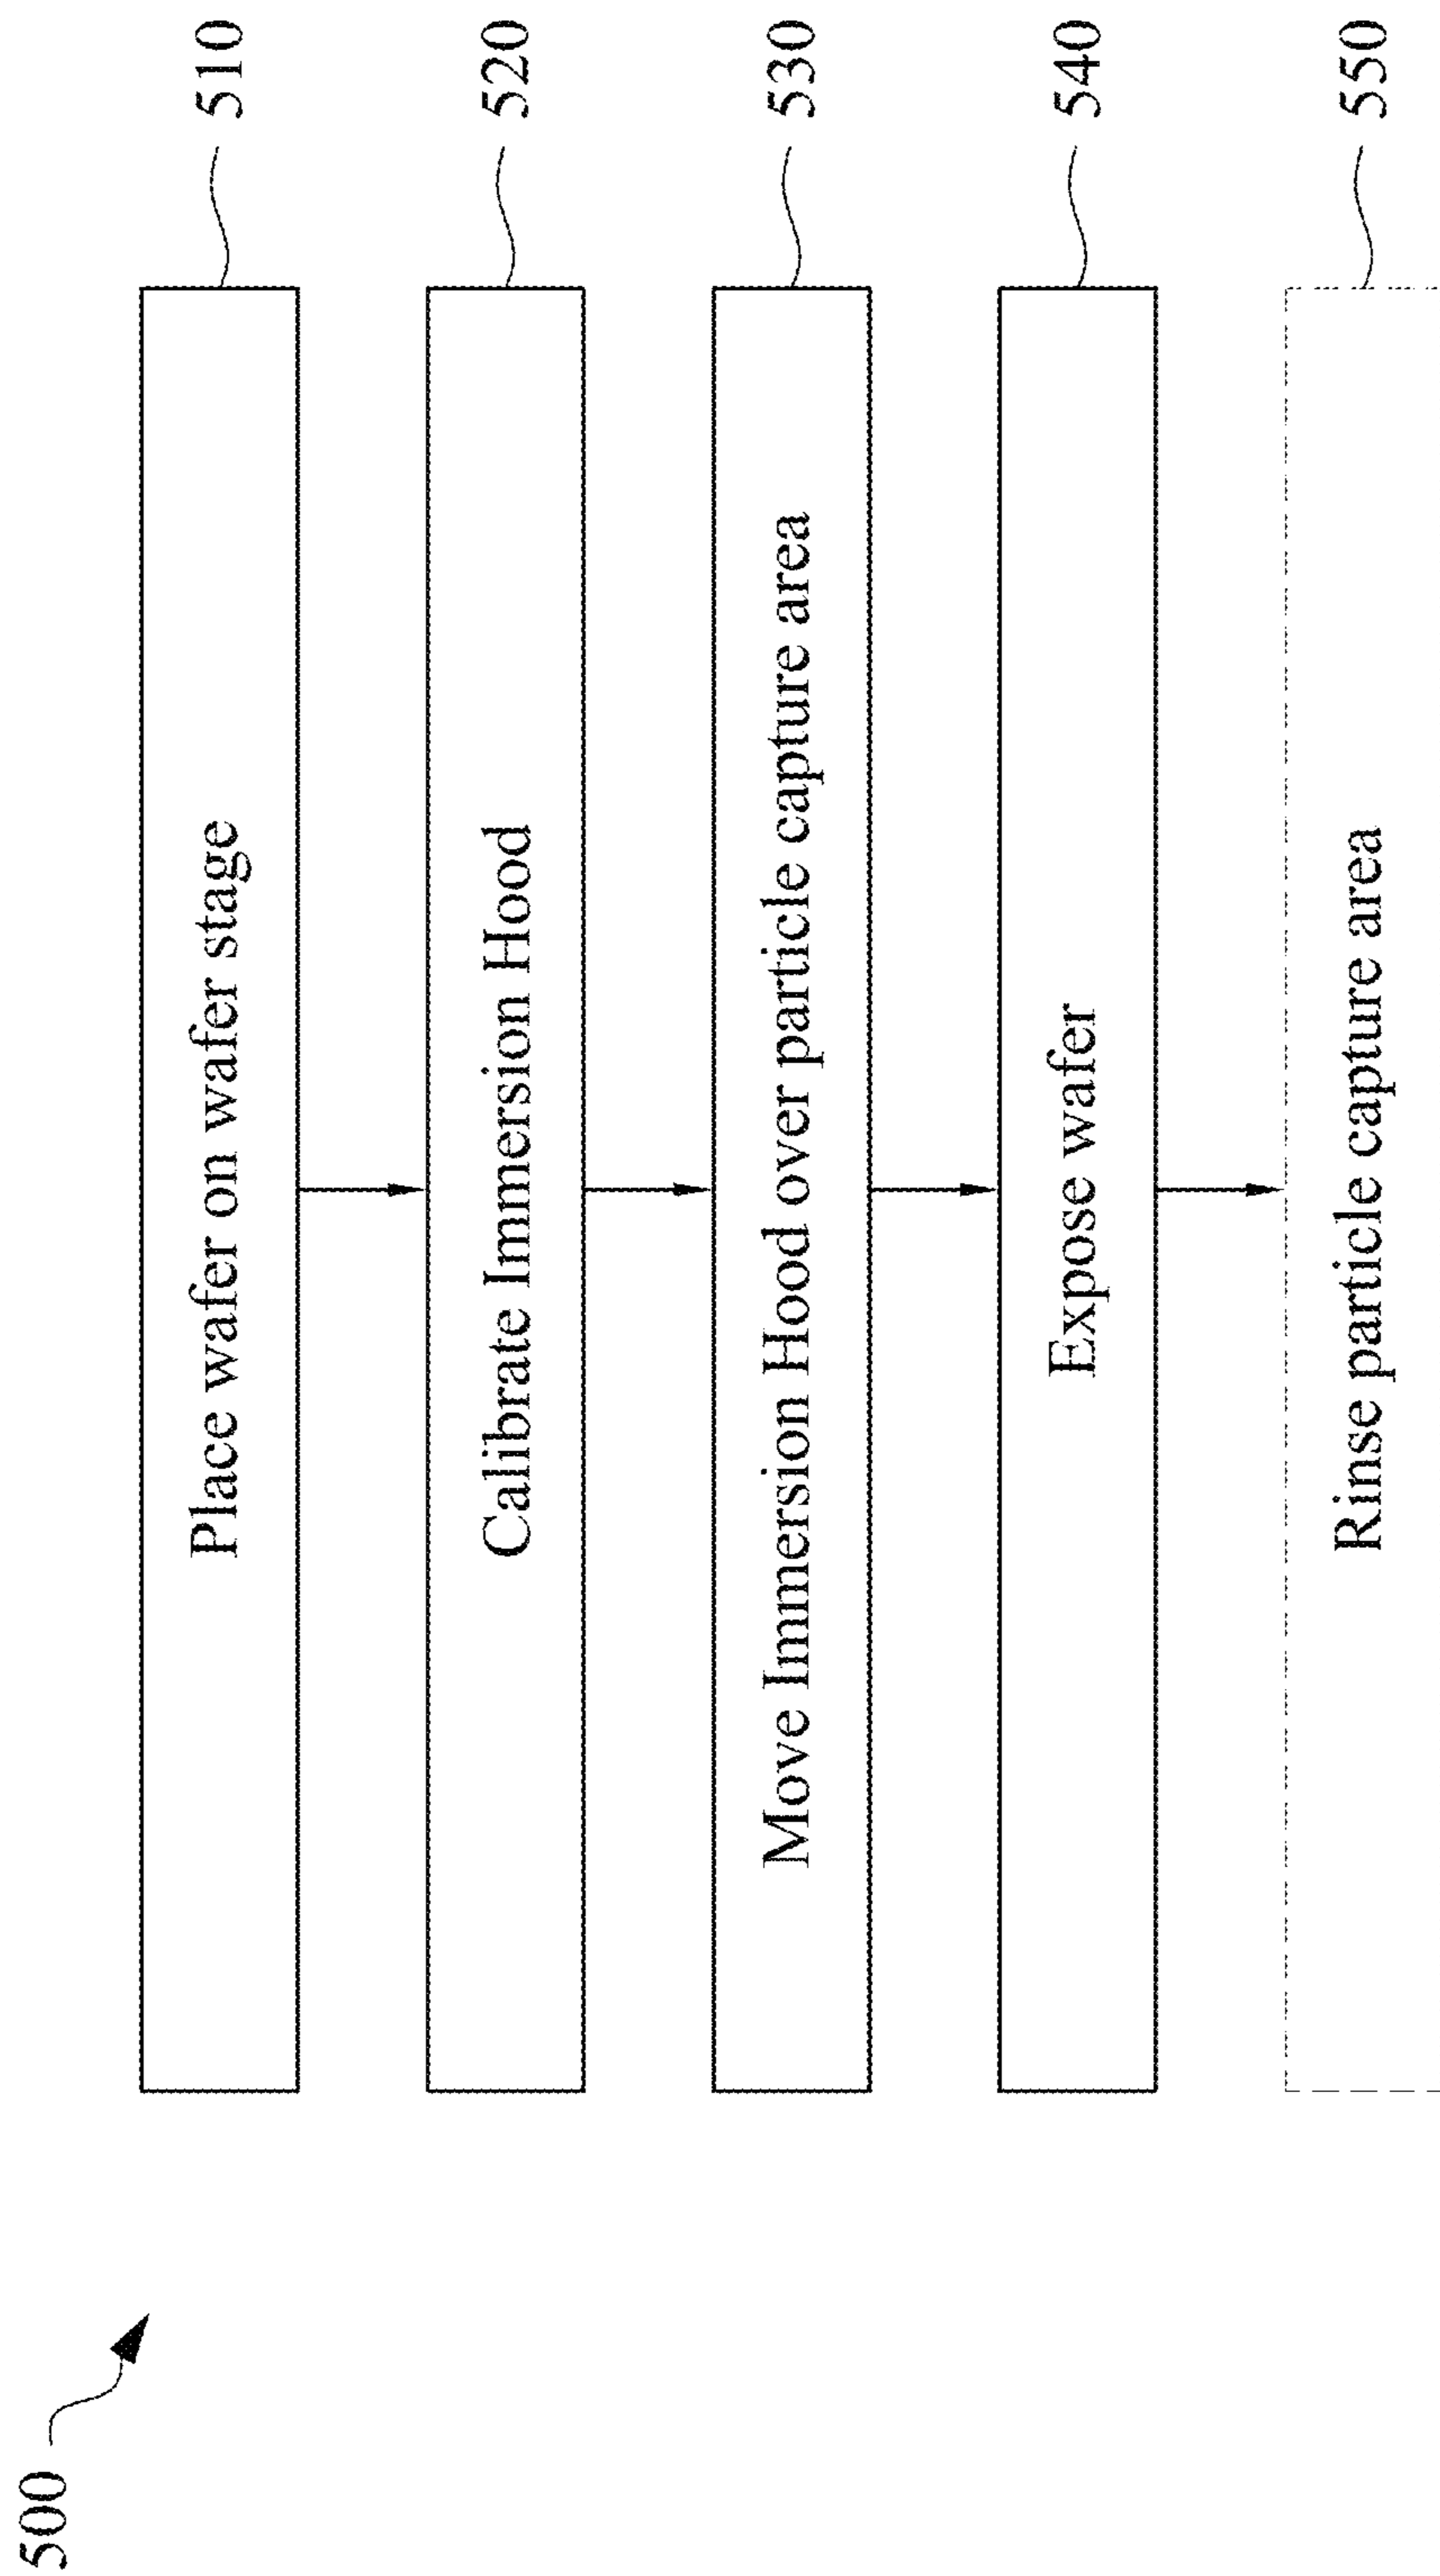 500
Place wafer on wafer stage
510
Calibrate Immersion Hood
520
Move Immersion Hood over particle capture area
530
Expose wafer
540
Rinse particle capture area
550